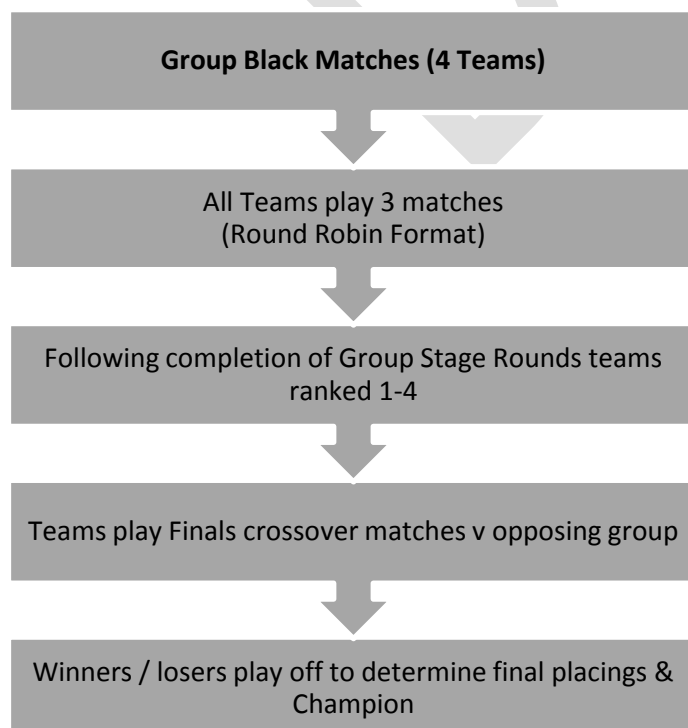 Group Black Matches (4 Teams)
All Teams play 3 matches
(Round Robin Format)
Following completion of Group Stage Rounds teams
ranked 1-4
Teams play Finals crossover matches v opposing group
Winners / losers play off to determine final placings &
Champion